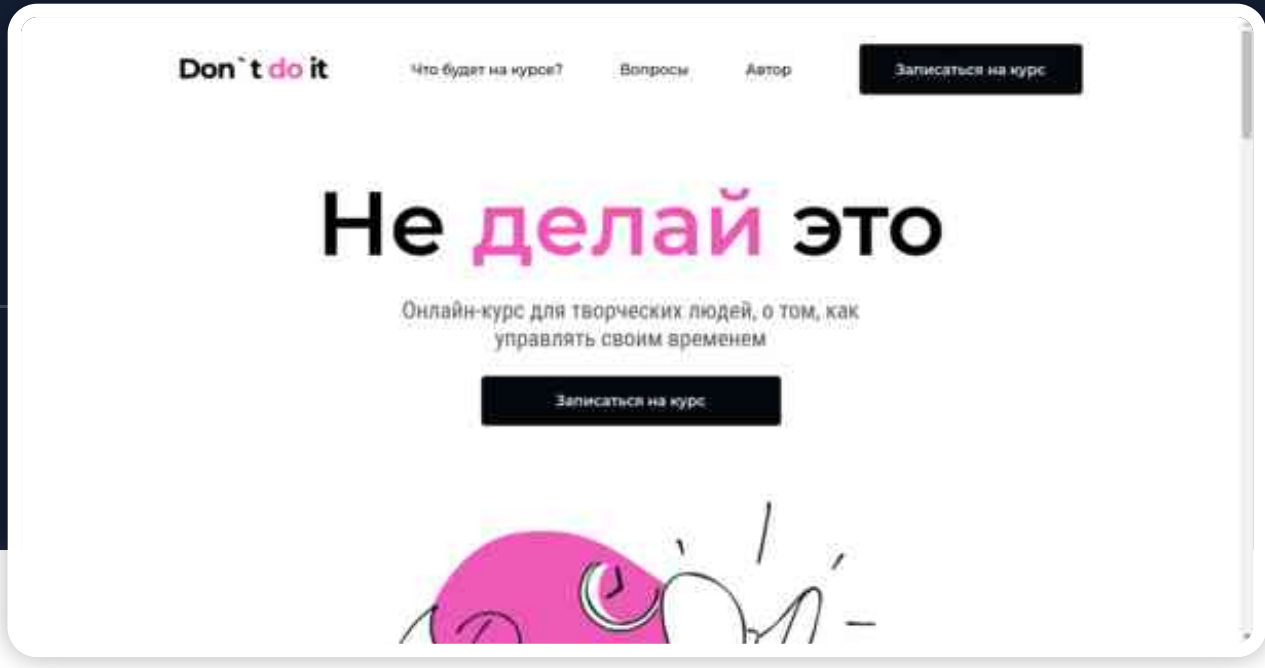 Don`t do it
Что будет на курсе?
Вопросы
Автор
Записаться на курс
Не делай это
Онлайн-курс для творческих людей, о том, как
управлять своим временем
Записаться на курс